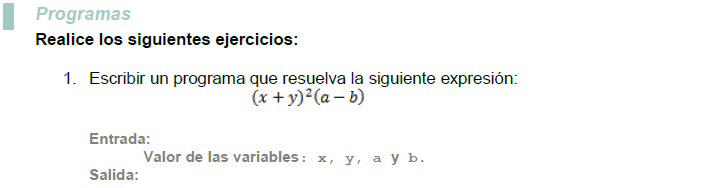 Programas
Realice los siguientes ejercicios:
1. Escribir un programa que resuelva la siguiente expresión:
(x + y)²(a − b)
Entrada:
Valor de las variables: x, y, a y b.
Salida: